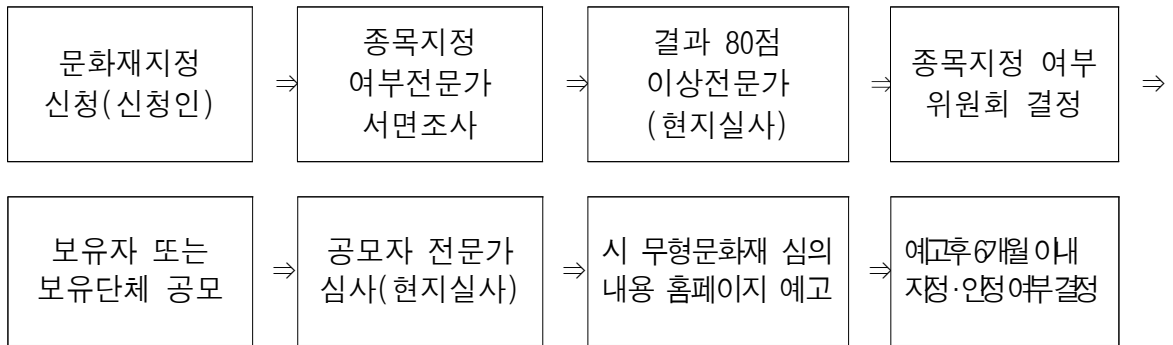 문화재지정
신청(신청인)
⇒
종목지정
여부전문가
서면조사
⇒
결과 80점
이상전문가
(현지실사)
⇒
종목지정 여부
위원회 결정
⇒
보유자 또는
보유단체 공모
⇒
공모자 전문가
심사(현지실사)
⇒
시 무형문화재 심의
내용 홈페이지 예고
⇒
예고후 6개월 이내
지정·인정 여부 결정